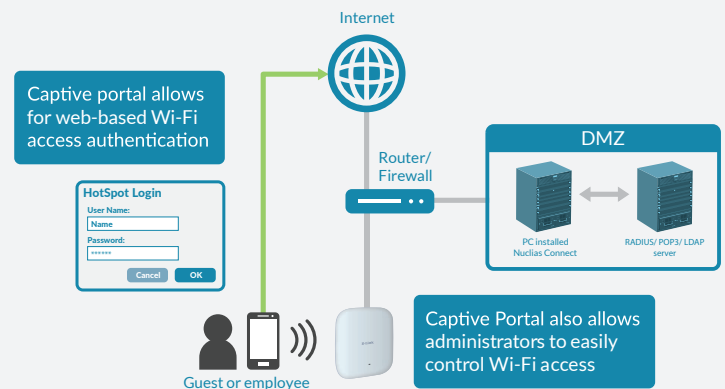 Internet
Captive portal allows
for web-based Wi-Fi
access authentication
HotSpot Login
User Name:
Name
Password:
******
Cancel
OK
Router/
Firewall
DMZ
PC installed
Nuclias Connect
RADIUS/ POP3/ LDAP
server
Captive Portal also allows
administrators to easily
control Wi-Fi access
Guest or employee